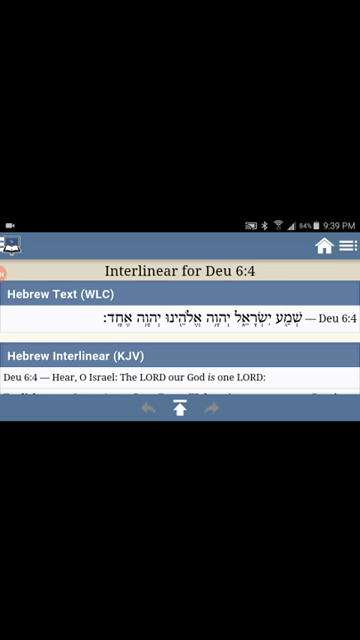 84% 9:39 PM
Interlinear for Deu 6:4
Hebrew Text (WLC)
שְׁמַ֖ע יִשְׂרָאֵ֑ל יְהוָ֥ה אֱלֹהֵ֖ינוּ יְהוָ֥ה אֶחָֽד׃ — Deu 6:4
Hebrew Interlinear (KJV)
Deu 6:4 — Hear, O Israel: The LORD our God is one LORD: